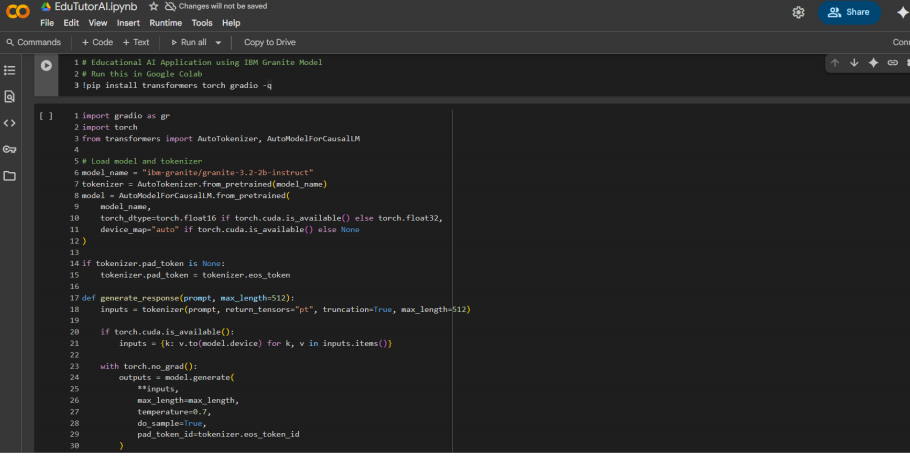 EduTutorAI.ipynb Changes will not be saved
File Edit View Insert Runtime Tools Help
Share
Commands + Code + Text Run all Copy to Drive
1 # Educational AI Application using IBM Granite Model
2 # Run this in Google Colab
3 !pip install transformers torch gradio -q
[ ] 1 import gradio as gr
2 import torch
3 from transformers import AutoTokenizer, AutoModelForCausalLM
4
5 # Load model and tokenizer
6 model_name = "ibm-granite/granite-3.2-2b-instruct"
7 tokenizer = AutoTokenizer.from_pretrained(model_name)
8 model = AutoModelForCausalLM.from_pretrained(
9 model_name,
10 torch_dtype=torch.float16 if torch.cuda.is_available() else torch.float32,
11 device_map="auto" if torch.cuda.is_available() else None
12 )
13
14 if tokenizer.pad_token is None:
15 tokenizer.pad_token = tokenizer.eos_token
16
17 def generate_response(prompt, max_length=512):
18 inputs = tokenizer(prompt, return_tensors="pt", truncation=True, max_length=512)
19
20 if torch.cuda.is_available():
21 inputs = {k: v.to(model.device) for k, v in inputs.items()}
22
23 with torch.no_grad():
24 outputs = model.generate(
25 **inputs,
26 max_length=max_length,
27 temperature=0.7,
28 do_sample=True,
29 pad_token_id=tokenizer.eos_token_id
30 )